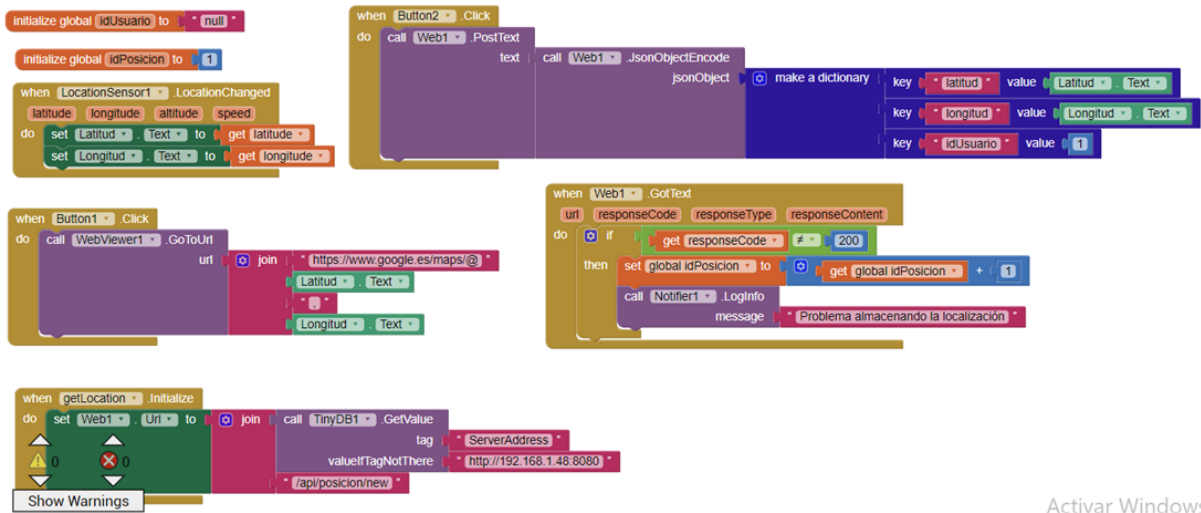 initialize global idUsuario to " null "
initialize global idPosicion to 1
when LocationSensor1 .LocationChanged
latitude longitude altitude speed
do set Latitud . Text to get latitude
set Longitud . Text to get longitude
when Button2 .Click
do call Web1 .PostText
text call Web1 .JsonObjectEncode
jsonObject make a dictionary key " latitud " value Latitud . Text
key " longitud " value Longitud . Text
key " idUsuario " value 1
when Button1 .Click
do call WebViewer1 .GoToUrl
url join " https://www.google.es/maps/@ "
Latitud . Text
" , "
Longitud . Text
when Web1 .GotText
url responseCode responseType responseContent
do if get responseCode ≠ 200
then set global idPosicion to get global idPosicion + 1
call Notifier1 .LogInfo
message " Problema almacenando la localización "
when getLocation .Initialize
do set Web1 . Url to join call TinyDB1 .GetValue
tag " ServerAddress "
valueIfTagNotThere " http://192.168.1.48:8080 "
" /api/posicion/new "
0 0
Show Warnings
Activar Windows